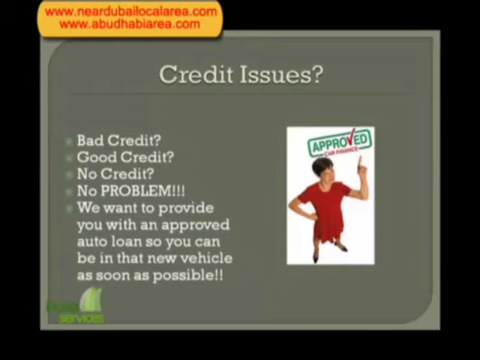 www.neardubailocalarea.com
www.abudhabiarea.com
Credit Issues?
Bad Credit?
Good Credit?
No Credit?
No PROBLEM!!!
We want to provide
you with an approved
auto loan so you can
be in that new vehicle
as soon as possible!!
APPROVED
CAR FINANCE
services